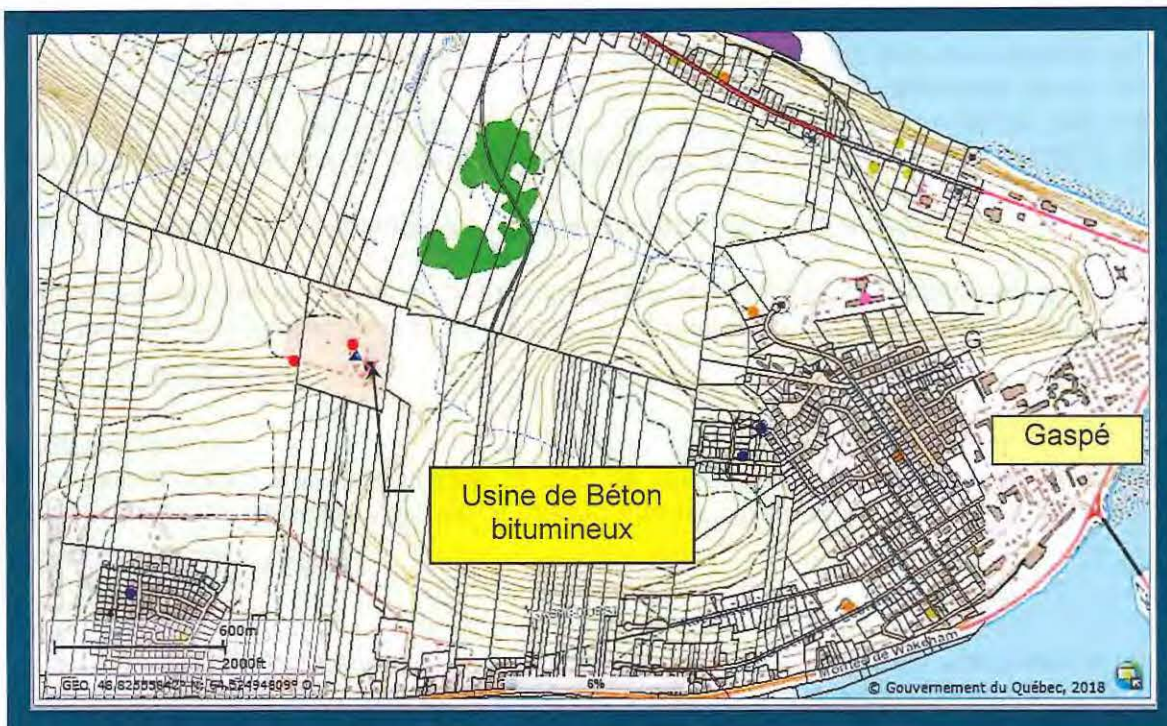 G
Gaspé
Usine de Béton
bitumineux
Montée de Wakeham
600m
2000ft
6%
© Gouvernement du Québec, 2018